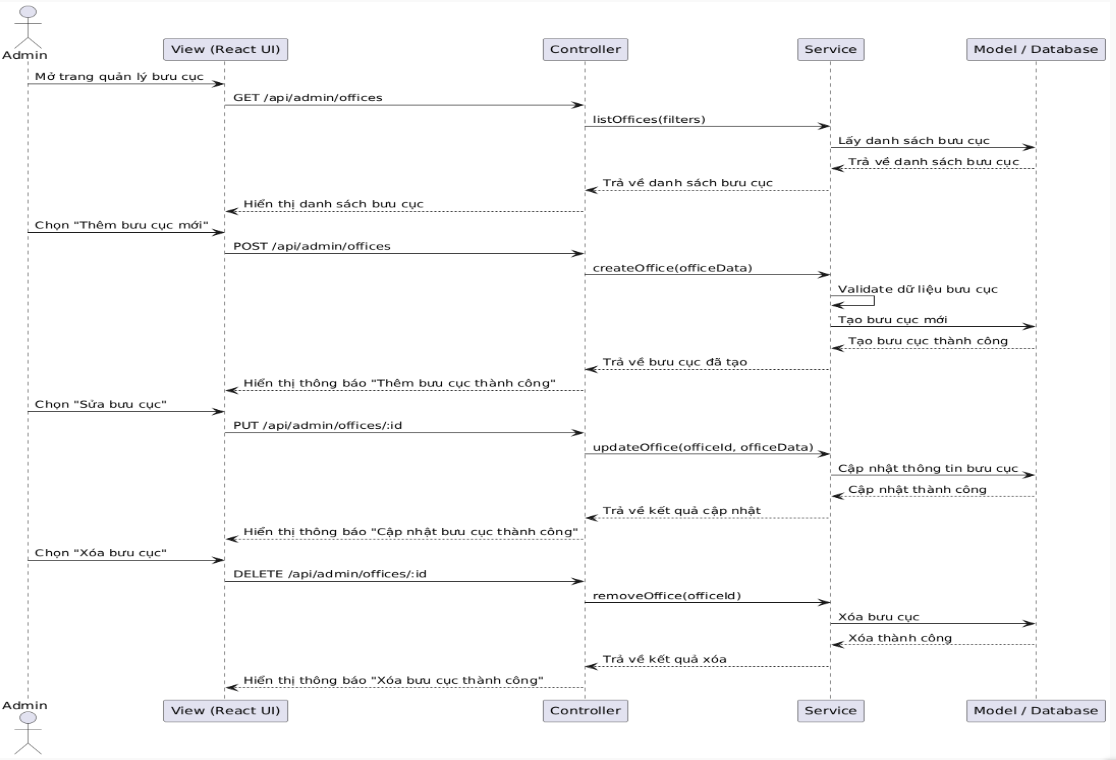 Admin
View (React UI)
Controller
Service
Model / Database
Mở trang quản lý bưu cục
GET /api/admin/offices
listOffices(filters)
Lấy danh sách bưu cục
Trả về danh sách bưu cục
Trả về danh sách bưu cục
Hiển thị danh sách bưu cục
Chọn "Thêm bưu cục mới"
POST /api/admin/offices
createOffice(officeData)
Validate dữ liệu bưu cục
Tạo bưu cục mới
Tạo bưu cục thành công
Trả về bưu cục đã tạo
Hiển thị thông báo "Thêm bưu cục thành công"
Chọn "Sửa bưu cục"
PUT /api/admin/offices/:id
updateOffice(officeId, officeData)
Cập nhật thông tin bưu cục
Cập nhật thành công
Trả về kết quả cập nhật
Hiển thị thông báo "Cập nhật bưu cục thành công"
Chọn "Xóa bưu cục"
DELETE /api/admin/offices/:id
removeOffice(officeId)
Xóa bưu cục
Xóa thành công
Trả về kết quả xóa
Hiển thị thông báo "Xóa bưu cục thành công"
Admin
View (React UI)
Controller
Service
Model / Database